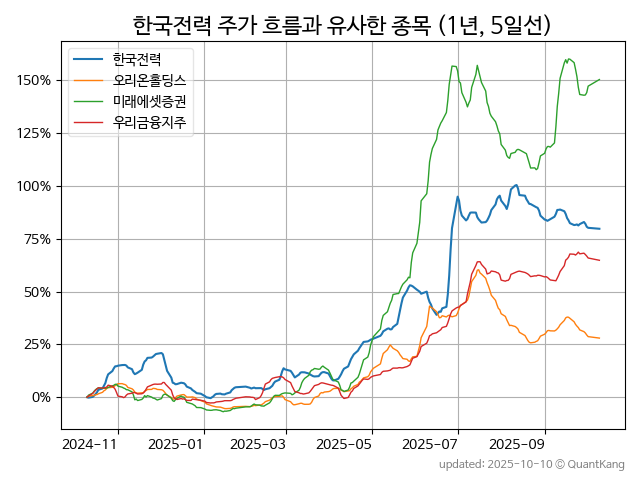 한국전력 주가 흐름과 유사한 종목 (1년, 5일선)
한국전력
오리온홀딩스
미래에셋증권
우리금융지주
150%
125%
100%
75%
50%
25%
0%
2024-11 2025-01 2025-03 2025-05 2025-07 2025-09
updated: 2025-10-10 © QuantKang